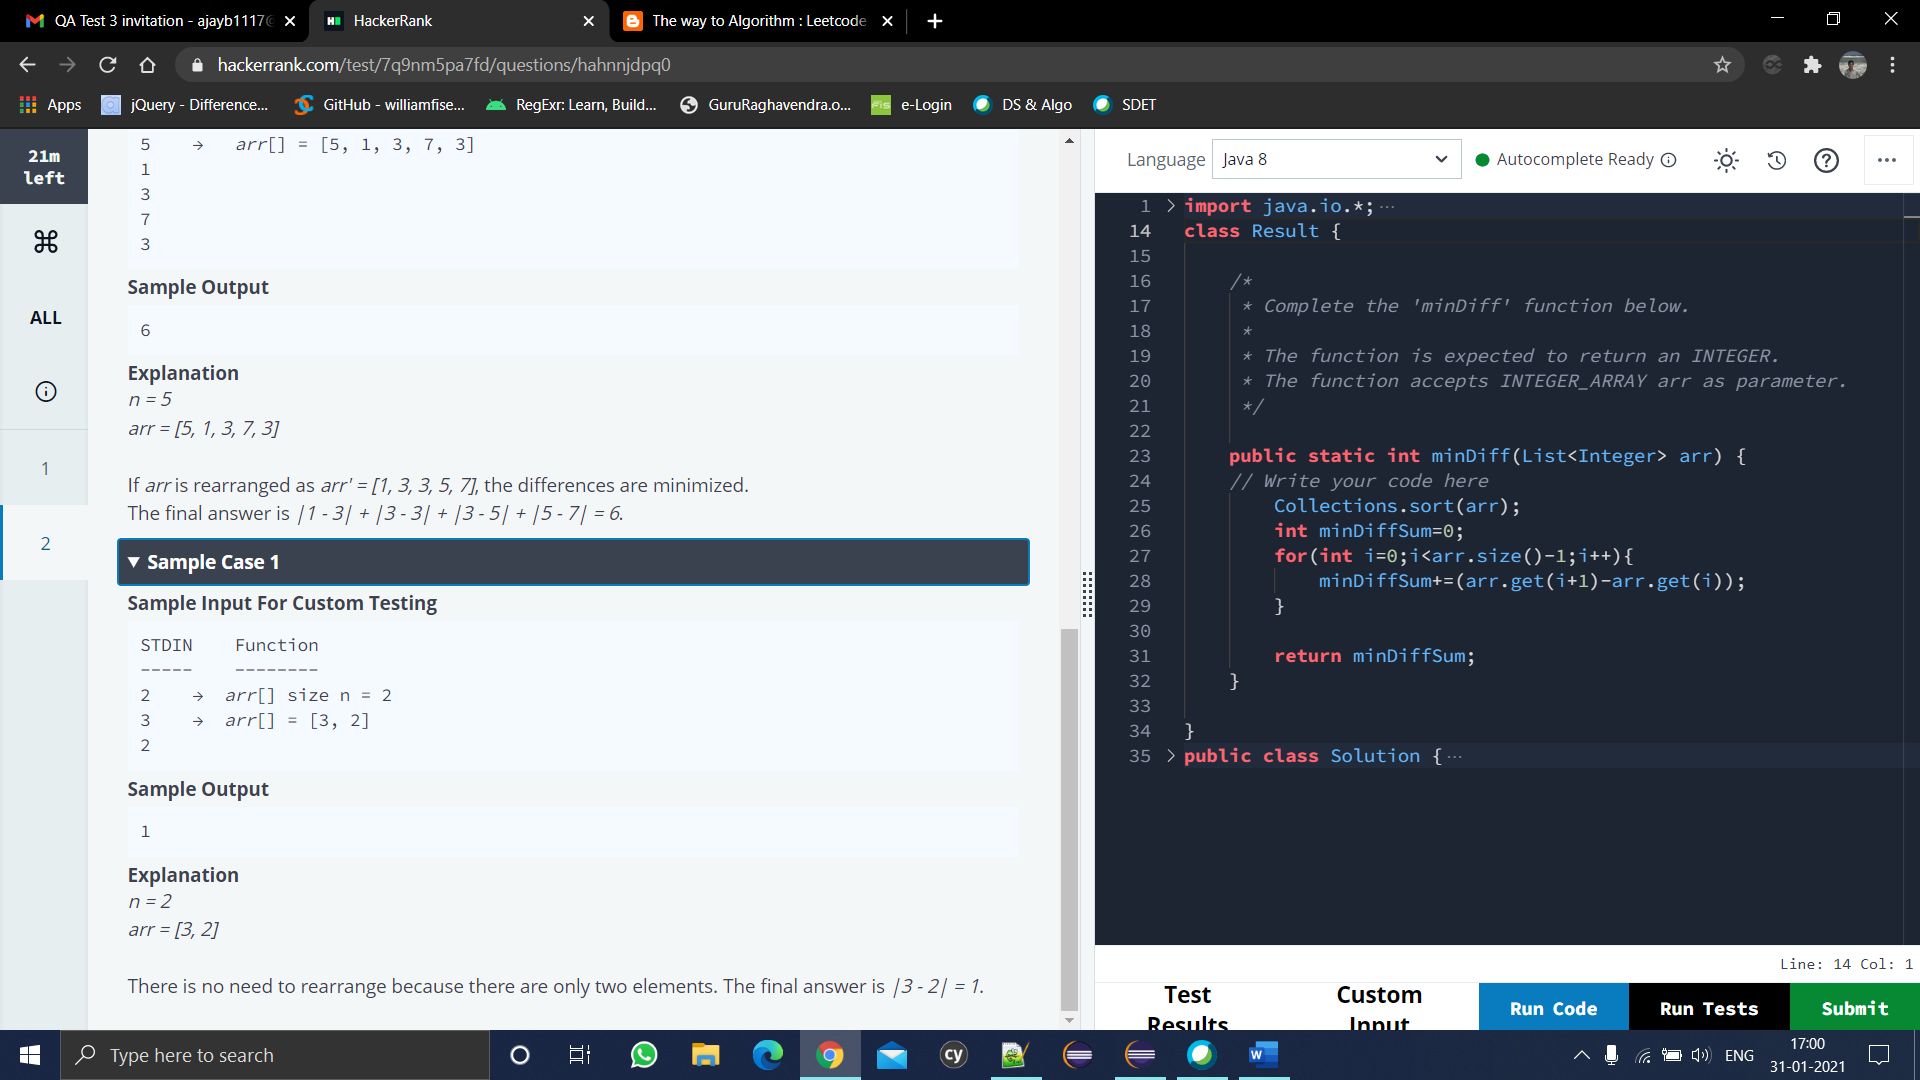 QA Test 3 invitation - ajayb1117@
HackerRank
The way to Algorithm : Leetcode
hackerrank.com/test/7q9nm5pa7fd/questions/hahnnjdpq0
Apps
jQuery - Difference...
GitHub - williamfise...
RegExr: Learn, Build...
GuruRaghavendra.o...
fis
e-Login
DS & Algo
SDET
21m
left
ALL
1
2
5 → arr[] = [5, 1, 3, 7, 3]
1
3
7
3
Sample Output
6
Explanation
n = 5
arr = [5, 1, 3, 7, 3]
If arr is rearranged as arr' = [1, 3, 3, 5, 7], the differences are minimized.
The final answer is |1 - 3| + |3 - 3| + |3 - 5| + |5 - 7| = 6.
▼ Sample Case 1
Sample Input For Custom Testing
STDIN Function
----- --------
2 → arr[] size n = 2
3 → arr[] = [3, 2]
2
Sample Output
1
Explanation
n = 2
arr = [3, 2]
There is no need to rearrange because there are only two elements. The final answer is |3 - 2| = 1.
Language
Java 8
Autocomplete Ready
1 > import java.io.*; ···
14 class Result {
15
16 /*
17 * Complete the 'minDiff' function below.
18 *
19 * The function is expected to return an INTEGER.
20 * The function accepts INTEGER_ARRAY arr as parameter.
21 */
22
23 public static int minDiff(List<Integer> arr) {
24 // Write your code here
25 Collections.sort(arr);
26 int minDiffSum=0;
27 for(int i=0;i<arr.size()-1;i++){
28 minDiffSum+=(arr.get(i+1)-arr.get(i));
29 }
30
31 return minDiffSum;
32 }
33
34 }
35 > public class Solution { ···
Line: 14 Col: 1
Test Results
Custom Input
Run Code
Run Tests
Submit
Type here to search
cy
W
ENG
17:00
31-01-2021